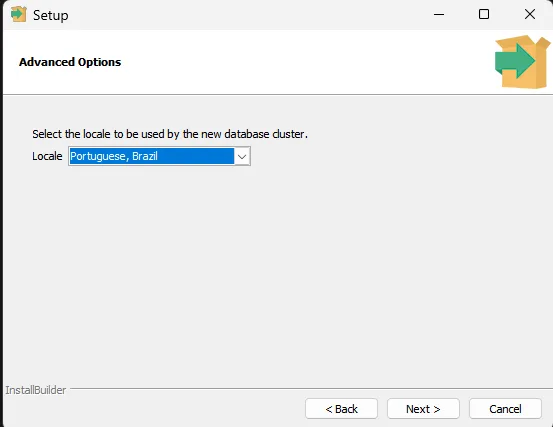 Setup
Advanced Options
Select the locale to be used by the new database cluster.
Locale Portuguese, Brazil
InstallBuilder
< Back Next > Cancel